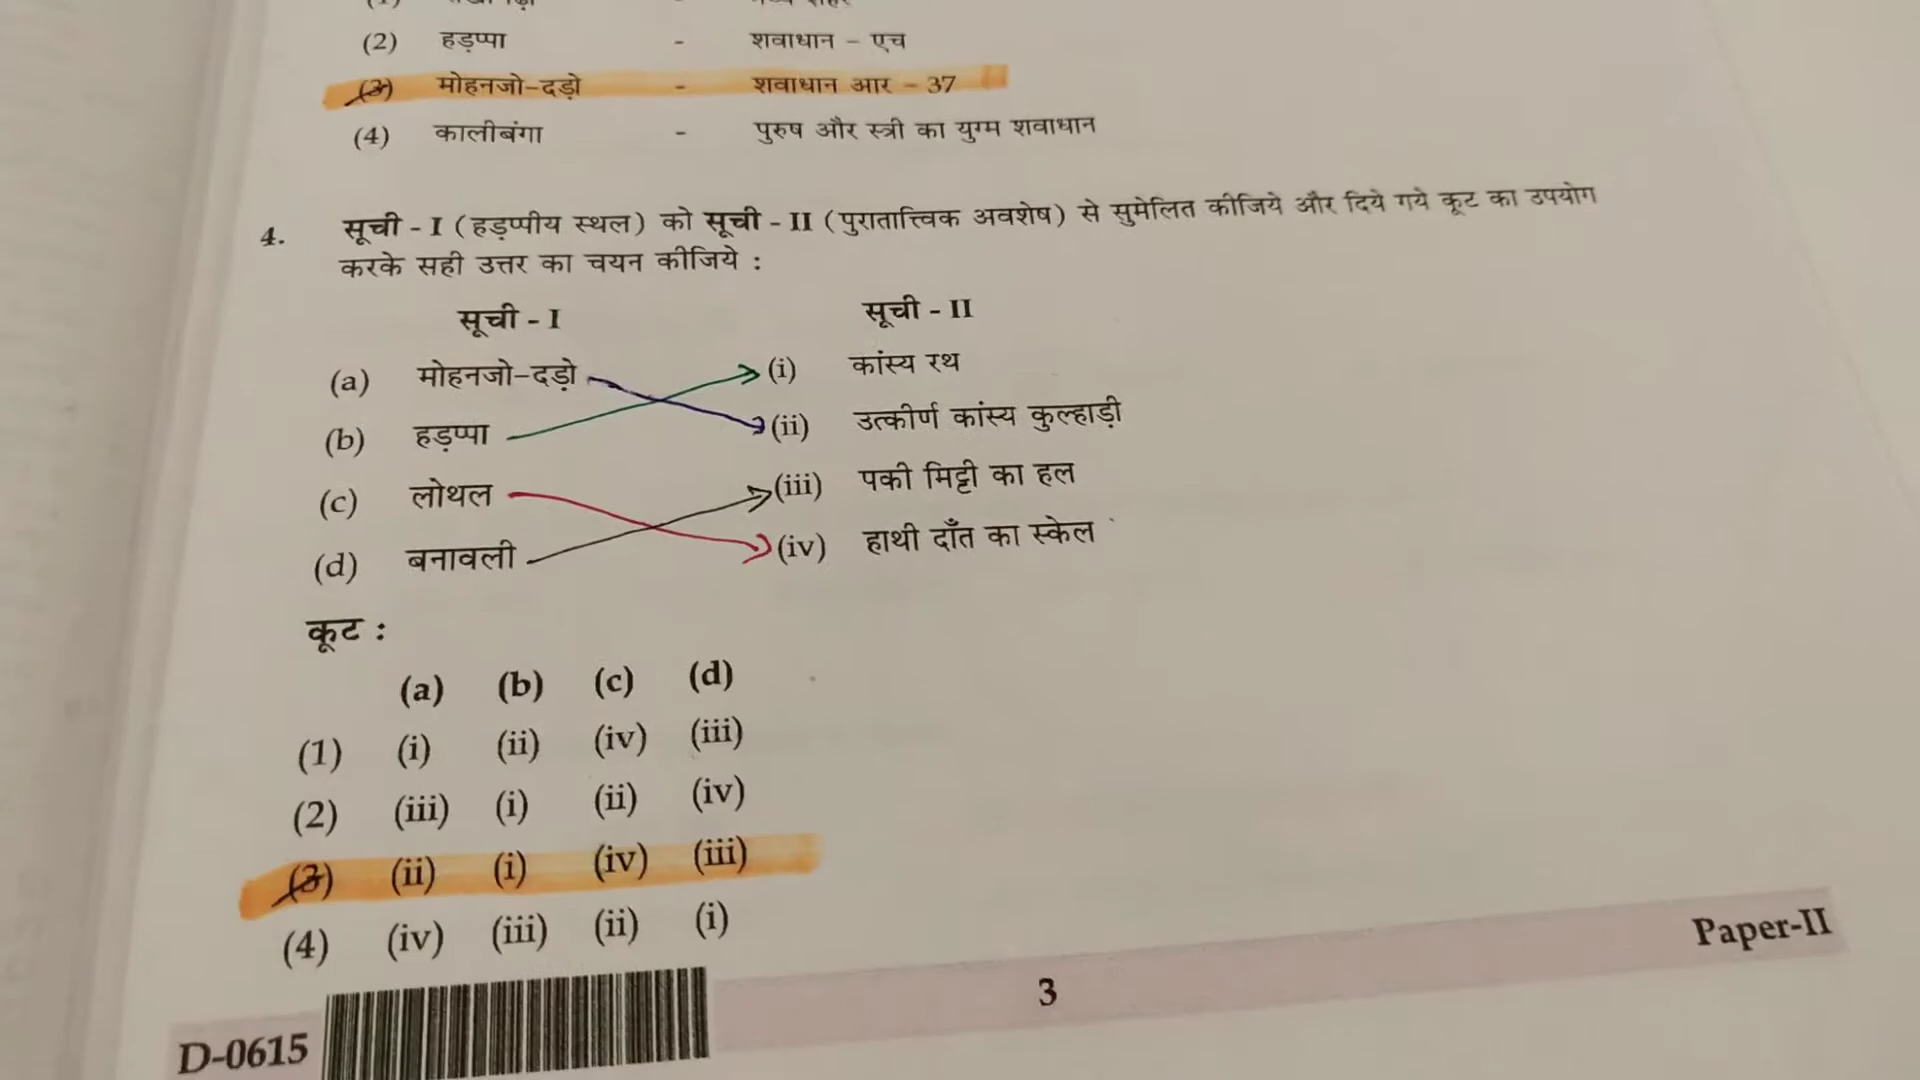 (2) हड़प्पा - शवाधान - एच
(3) मोहनजो-दड़ो - शवाधान आर - 37
(4) कालीबंगा - पुरुष और स्त्री का युग्म शवाधान
4. सूची - I (हड़प्पीय स्थल) को सूची - II (पुरातात्त्विक अवशेष) से सुमेलित कीजिये और दिये गये कूट का उपयोग
करके सही उत्तर का चयन कीजिये :
सूची - I सूची - II
(a) मोहनजो-दड़ो (i) कांस्य रथ
(b) हड़प्पा (ii) उत्कीर्ण कांस्य कुल्हाड़ी
(c) लोथल (iii) पकी मिट्टी का हल
(d) बनावली (iv) हाथी दाँत का स्केल
कूट :
(a) (b) (c) (d)
(1) (i) (ii) (iv) (iii)
(2) (iii) (i) (ii) (iv)
(3) (ii) (i) (iv) (iii)
(4) (iv) (iii) (ii) (i)
D-0615 3 Paper-II